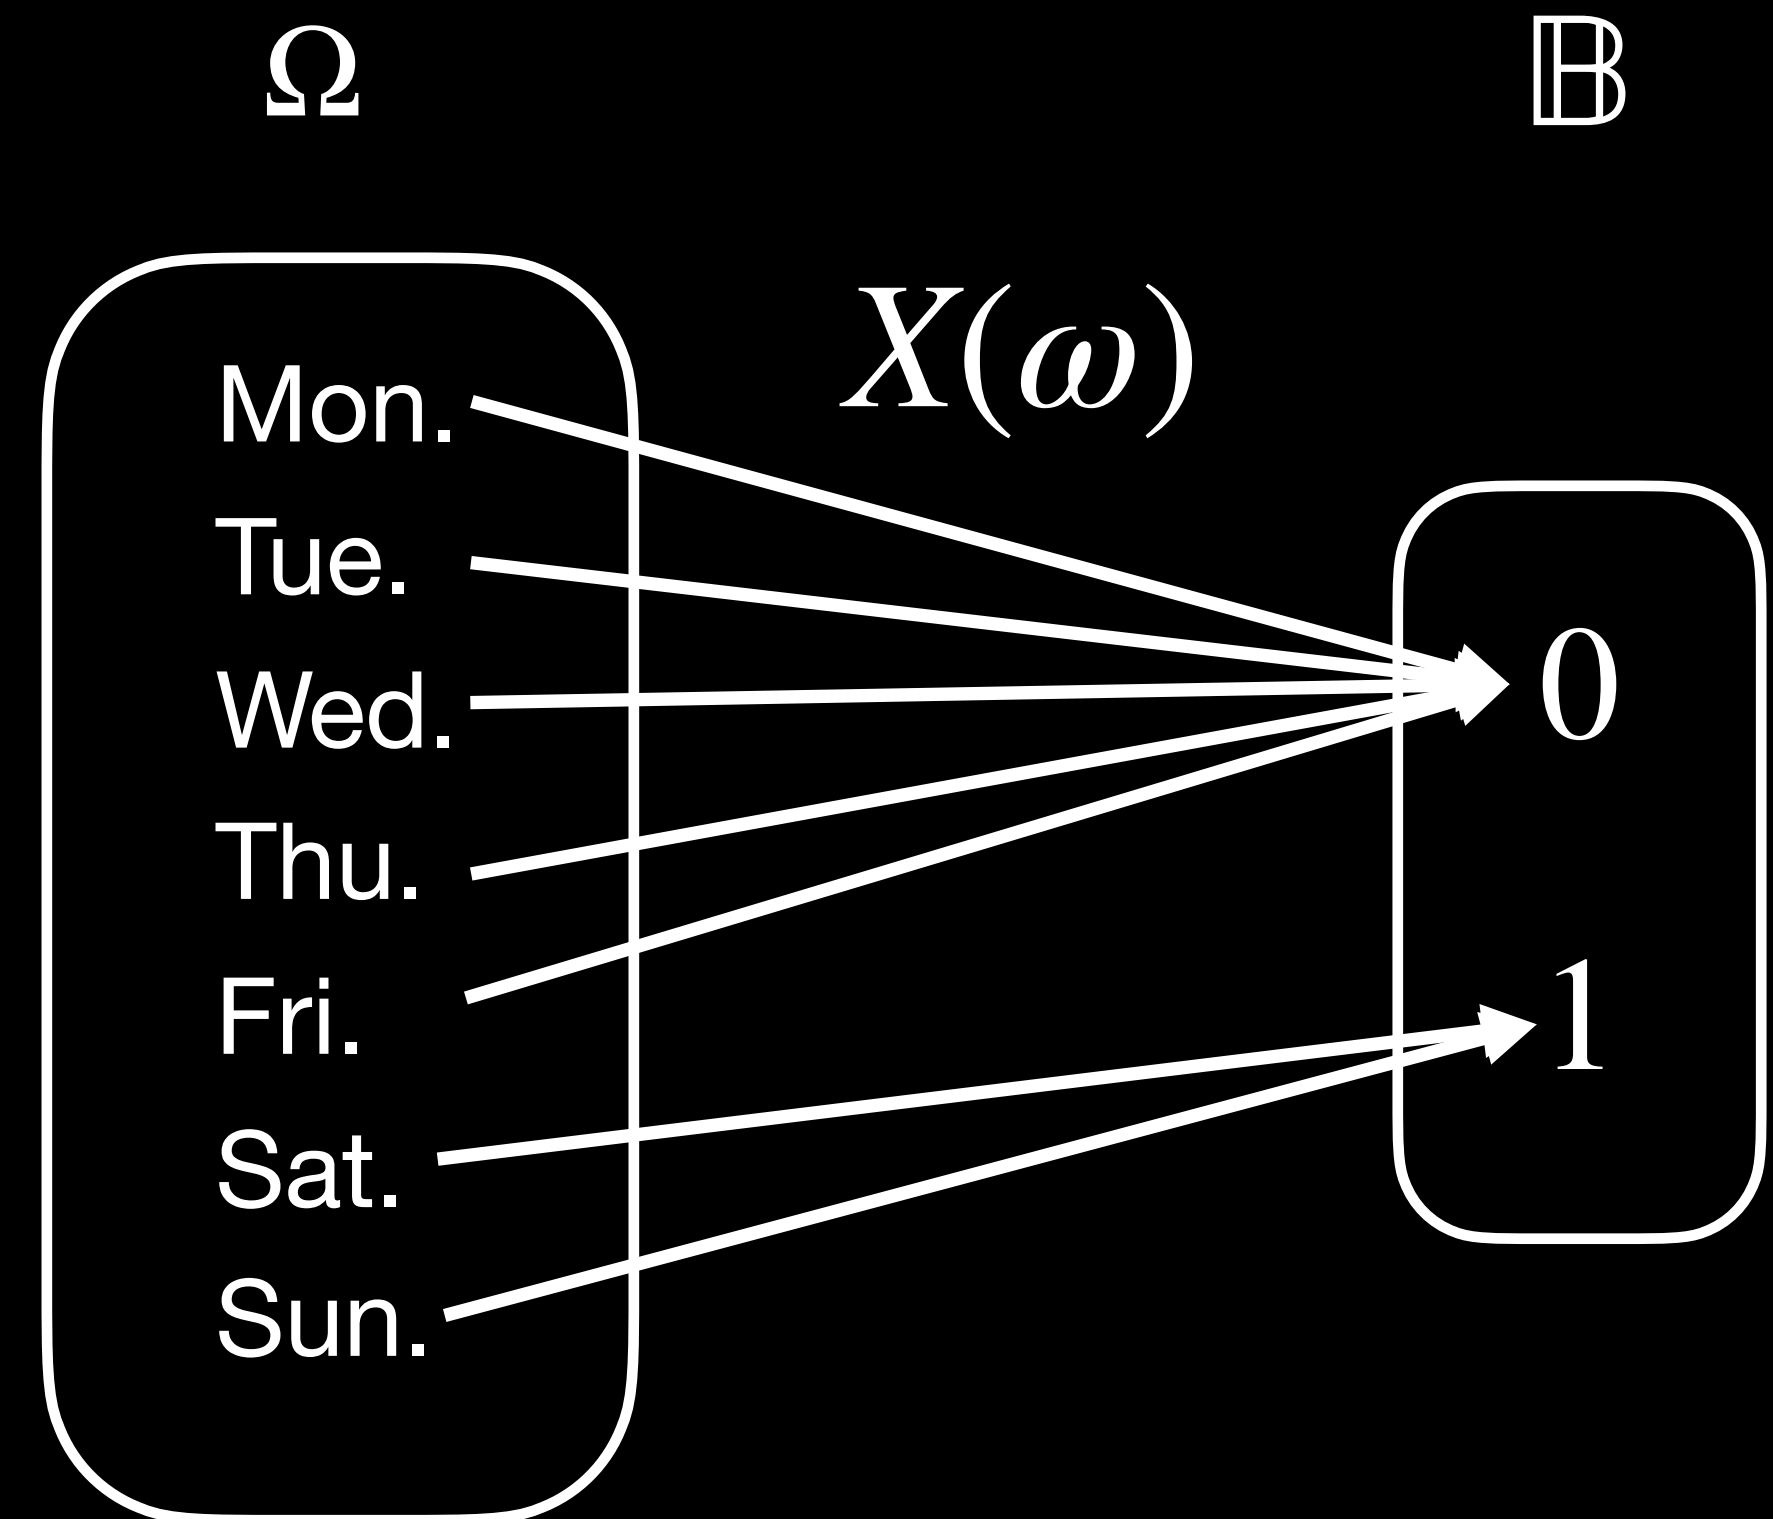 Ω
𝔹
X(ω)
Mon.
Tue.
Wed.
Thu.
Fri.
Sat.
Sun.
0
1